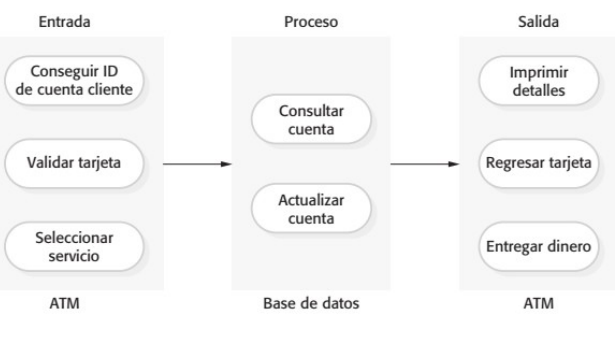 Entrada
Conseguir ID
de cuenta cliente
Validar tarjeta
Seleccionar
servicio
ATM
Proceso
Consultar
cuenta
Actualizar
cuenta
Base de datos
Salida
Imprimir
detalles
Regresar tarjeta
Entregar dinero
ATM